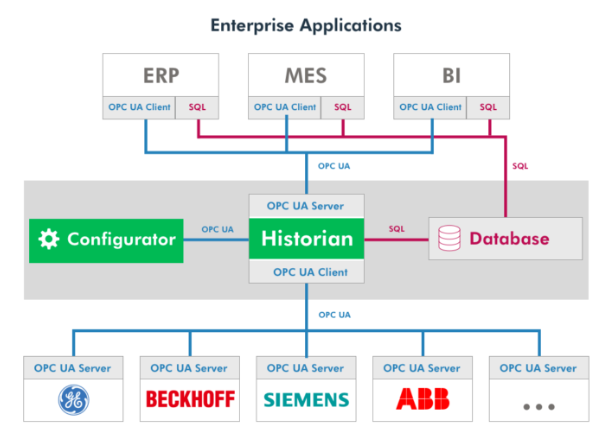 Enterprise Applications
ERP
MES
BI
OPC UA Client
SQL
OPC UA Client
SQL
OPC UA Client
SQL
OPC UA
SQL
OPC UA Server
Configurator
OPC UA
Historian
SQL
Database
OPC UA Client
OPC UA
OPC UA Server
OPC UA Server
OPC UA Server
OPC UA Server
OPC UA Server
GE
BECKHOFF
SIEMENS
ABB
...